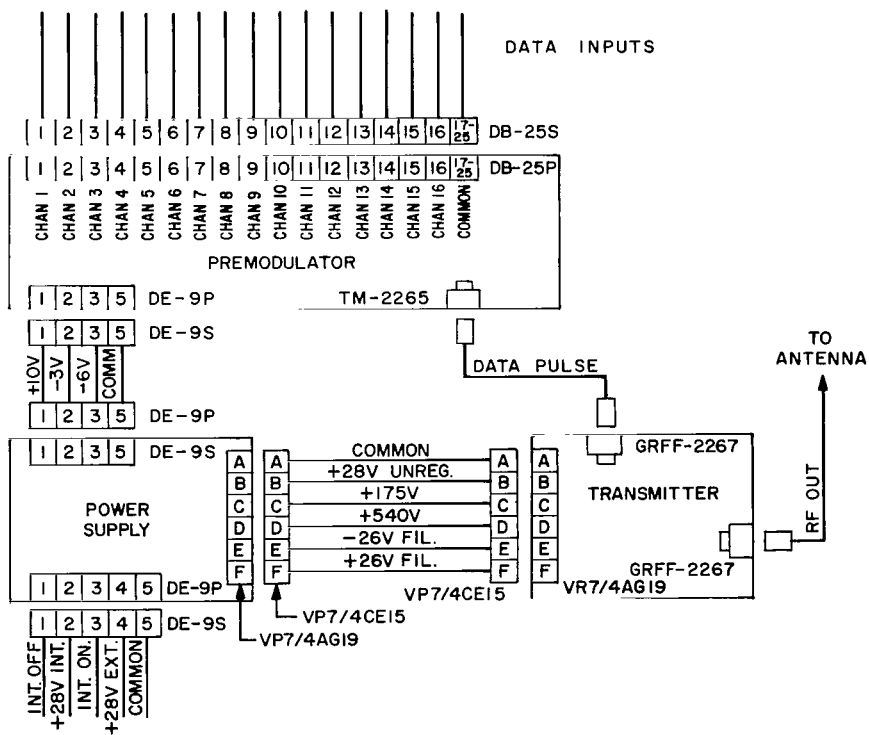 DATA INPUTS
1 2 3 4 5 6 7 8 9 10 11 12 13 14 15 16 17-25 DB-25S
1 2 3 4 5 6 7 8 9 10 11 12 13 14 15 16 17-25 DB-25P
CHAN 1
CHAN 2
CHAN 3
CHAN 4
CHAN 5
CHAN 6
CHAN 7
CHAN 8
CHAN 9
CHAN 10
CHAN 11
CHAN 12
CHAN 13
CHAN 14
CHAN 15
CHAN 16
COMMON
PREMODULATOR
1 2 3 5 DE-9P
TM-2265
1 2 3 5 DE-9S
+10V
-3V
-6V
COMM
DATA PULSE
TO
ANTENNA
1 2 3 5 DE-9P
1 2 3 5 DE-9S
POWER
SUPPLY
A
B
C
D
E
F
A
B
C
D
E
F
COMMON
+28V UNREG.
+175V
+540V
-26V FIL.
+26V FIL.
A
B
C
D
E
F
A
B
C
D
E
F
GRFF-2267
TRANSMITTER
RF OUT
GRFF-2267
1 2 3 4 5 DE-9P
VP7/4CE15
VR7/4AG19
VP7/4CE15
VP7/4AG19
1 2 3 4 5 DE-9S
INT. OFF
+28V INT.
INT. ON.
+28V EXT.
COMMON